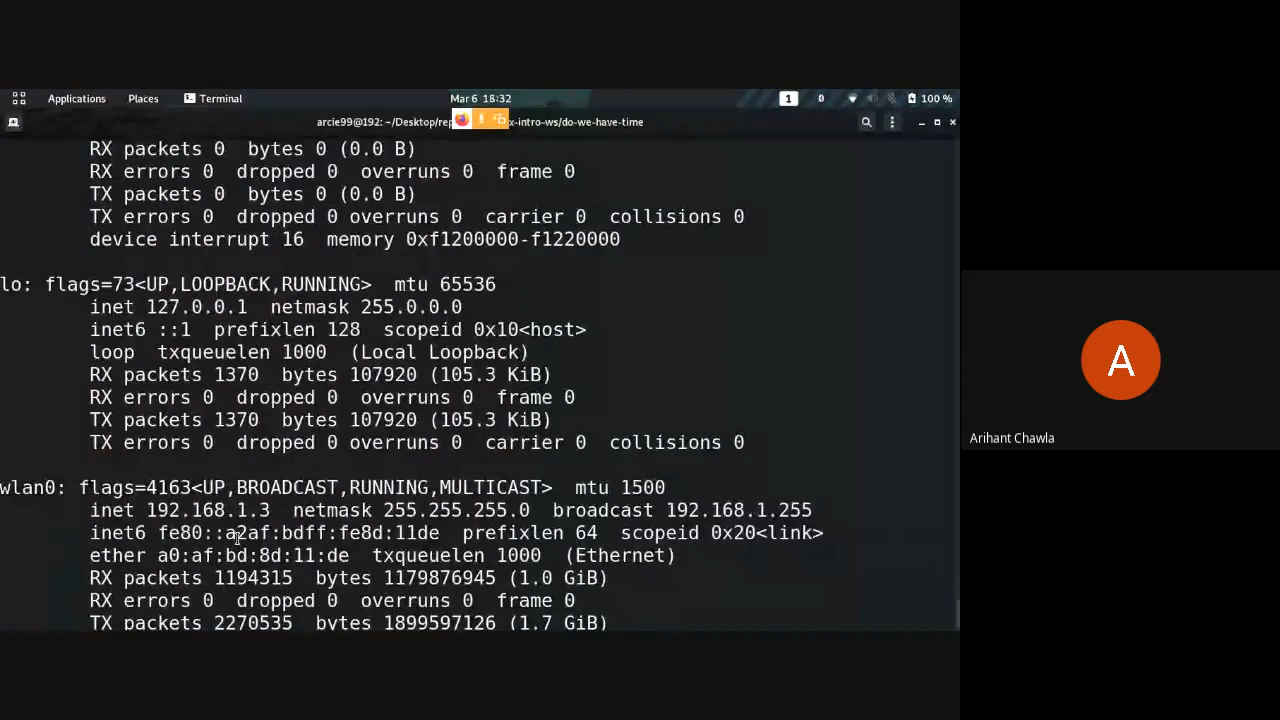 Applications Places Terminal Mar 6 18:32 1 100 %
arcie99@192: ~/Desktop/rep x-intro-ws/do-we-have-time
RX packets 0 bytes 0 (0.0 B)
RX errors 0 dropped 0 overruns 0 frame 0
TX packets 0 bytes 0 (0.0 B)
TX errors 0 dropped 0 overruns 0 carrier 0 collisions 0
device interrupt 16 memory 0xf1200000-f1220000
lo: flags=73<UP,LOOPBACK,RUNNING> mtu 65536
inet 127.0.0.1 netmask 255.0.0.0
inet6 ::1 prefixlen 128 scopeid 0x10<host>
loop txqueuelen 1000 (Local Loopback)
RX packets 1370 bytes 107920 (105.3 KiB)
RX errors 0 dropped 0 overruns 0 frame 0
TX packets 1370 bytes 107920 (105.3 KiB)
TX errors 0 dropped 0 overruns 0 carrier 0 collisions 0
wlan0: flags=4163<UP,BROADCAST,RUNNING,MULTICAST> mtu 1500
inet 192.168.1.3 netmask 255.255.255.0 broadcast 192.168.1.255
inet6 fe80::a2af:bdff:fe8d:11de prefixlen 64 scopeid 0x20<link>
ether a0:af:bd:8d:11:de txqueuelen 1000 (Ethernet)
RX packets 1194315 bytes 1179876945 (1.0 GiB)
RX errors 0 dropped 0 overruns 0 frame 0
TX packets 2270535 bytes 1899597126 (1.7 GiB)
A
Arihant Chawla